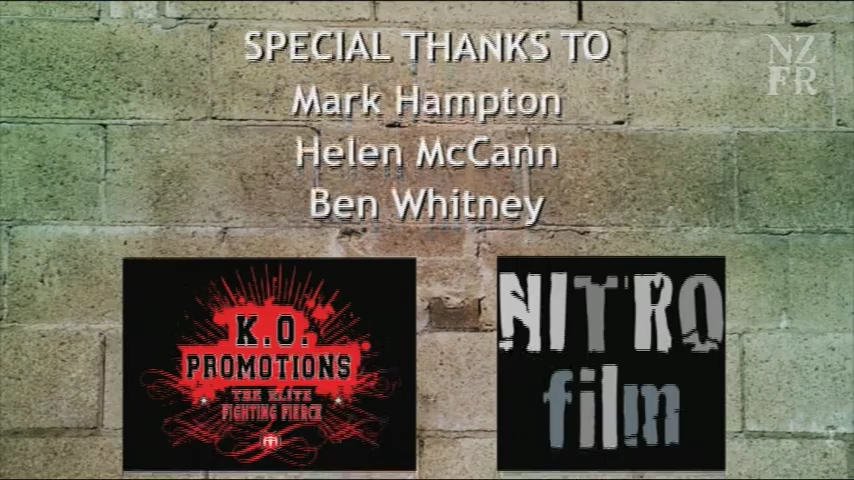 SPECIAL THANKS TO
NZ
FR
Mark Hampton
Helen McCann
Ben Whitney
K.O.
PROMOTIONS
THE ELITE
FIGHTING FIERCE
NITRO
film